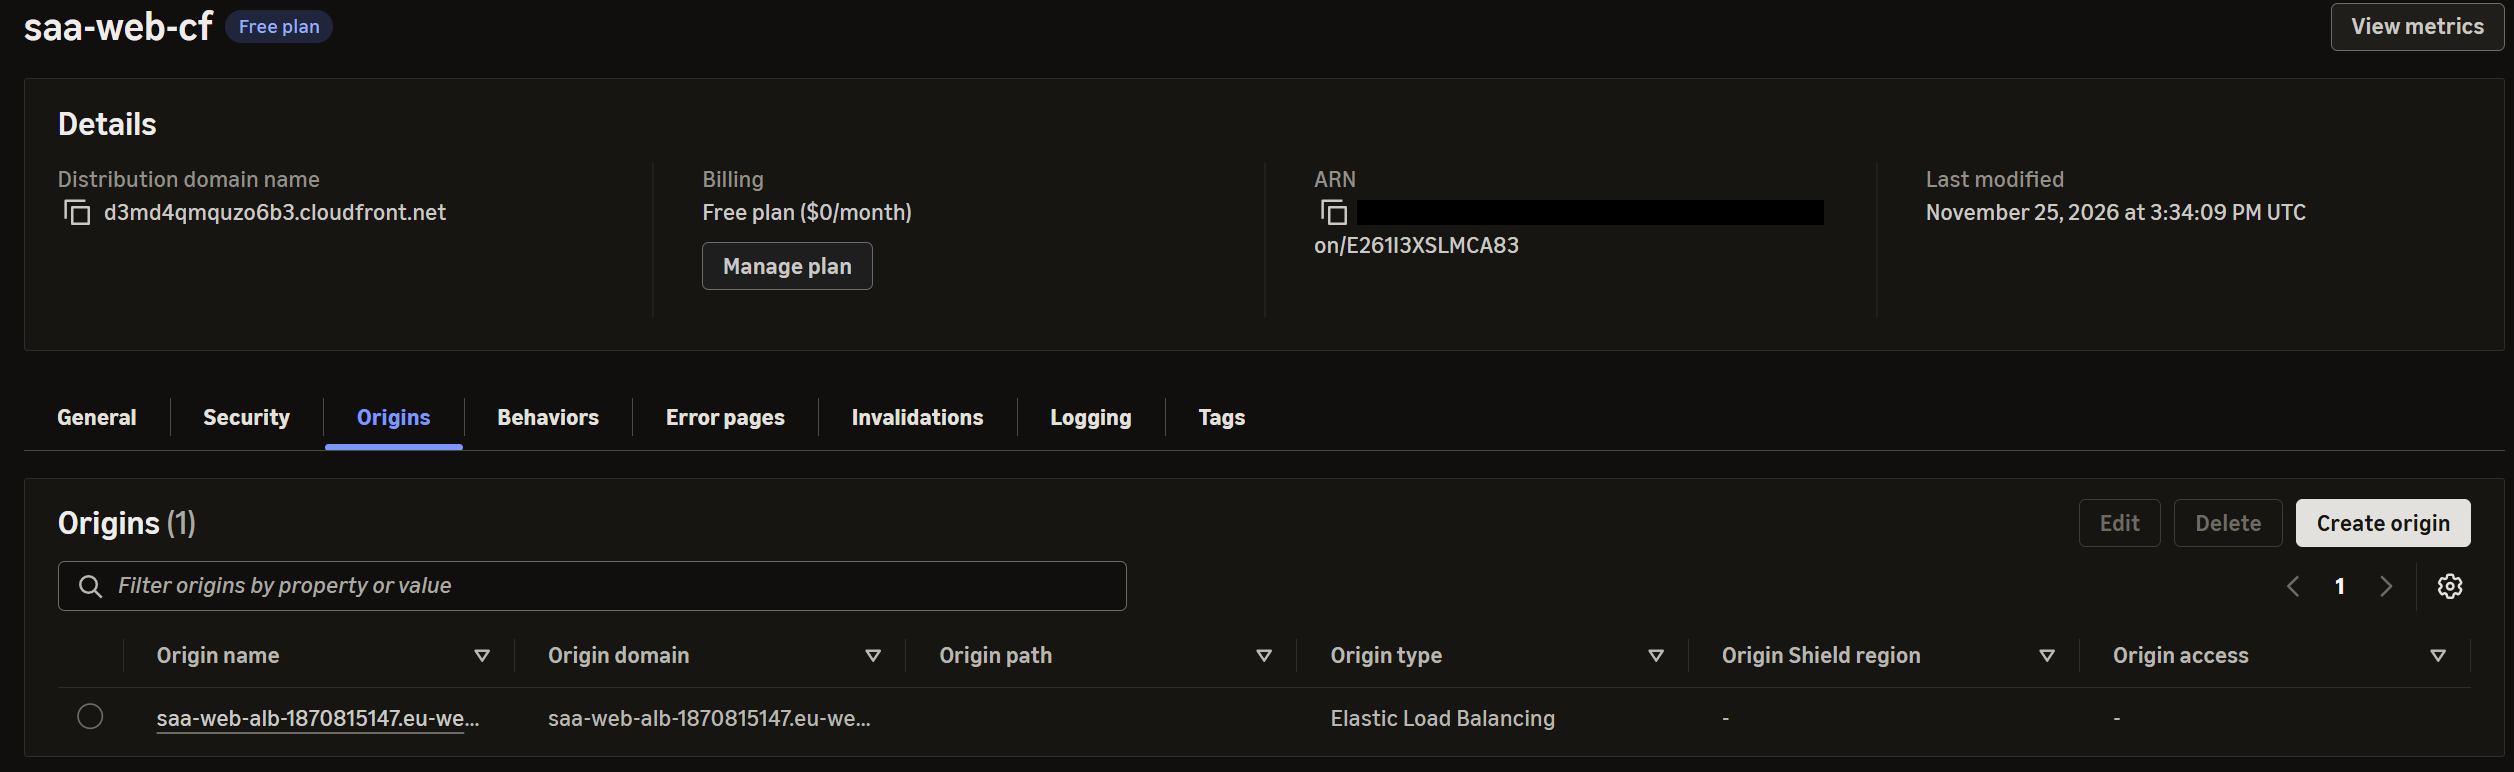 saa-web-cf Free plan View metrics
Details
Distribution domain name Billing ARN Last modified
d3md4qmquzo6b3.cloudfront.net Free plan ($0/month) November 25, 2026 at 3:34:09 PM UTC
on/E261I3XSLMCA83
Manage plan
General Security Origins Behaviors Error pages Invalidations Logging Tags
Origins (1) Edit Delete Create origin
Filter origins by property or value 1
Origin name Origin domain Origin path Origin type Origin Shield region Origin access
saa-web-alb-1870815147.eu-we... saa-web-alb-1870815147.eu-we... Elastic Load Balancing - -